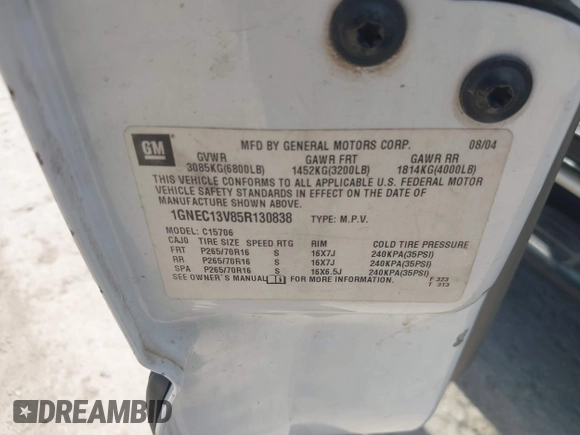 GM
MFD BY GENERAL MOTORS CORP. 08/04
GVWR GAWR FRT GAWR RR
3085KG(6800LB) 1452KG(3200LB) 1814KG(4000LB)
THIS VEHICLE CONFORMS TO ALL APPLICABLE U.S. FEDERAL MOTOR
VEHICLE SAFETY STANDARDS IN EFFECT ON THE DATE OF
MANUFACTURE SHOWN ABOVE.
1GNEC13V85R130838 TYPE: M.P.V.
MODEL: C15706
CAJ0 TIRE SIZE SPEED RTG RIM COLD TIRE PRESSURE
FRT P265/70R16 S 16X7J 240KPA(35PSI)
RR P265/70R16 S 16X7J 240KPA(35PSI)
SPA P265/70R16 S 16X6.5J 240KPA(35PSI)
SEE OWNER'S MANUAL FOR MORE INFORMATION. F 323
T 313
DREAMBID